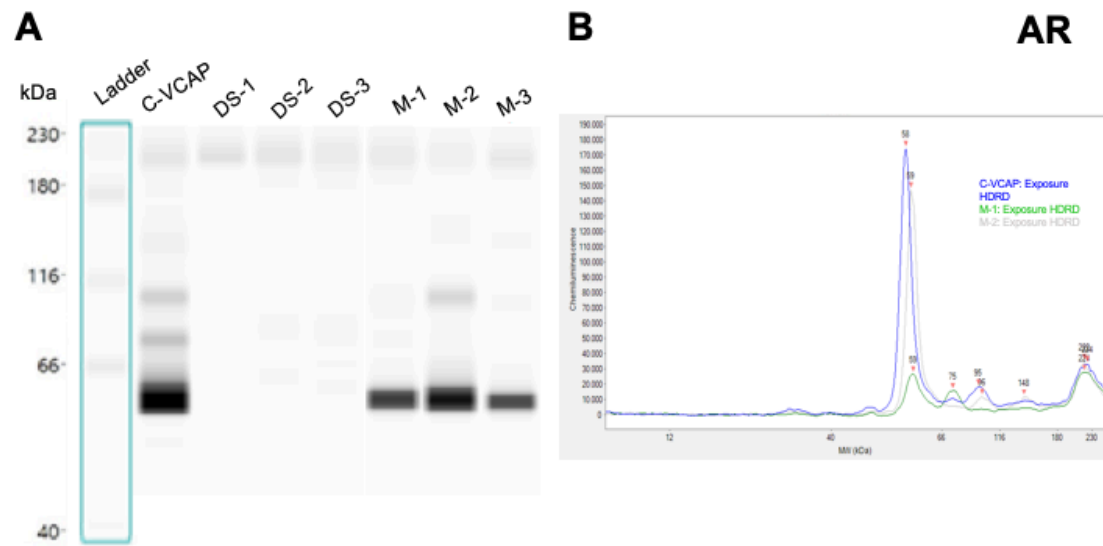 A
kDa
Ladder
C-VCAP
DS-1
DS-2
DS-3
M-1
M-2
M-3
230
180
116
66
40
B
AR
190.000
180.000
170.000
160.000
150.000
140.000
130.000
120.000
110.000
100.000
90.000
80.000
70.000
60.000
50.000
40.000
30.000
20.000
10.000
0
Chemiluminescence
C-VCAP: Exposure
HDRD
M-1: Exposure HDRD
M-2: Exposure HDRD
59
59
75
95
96
140
12
40
66
116
180
230
MW (kDa)